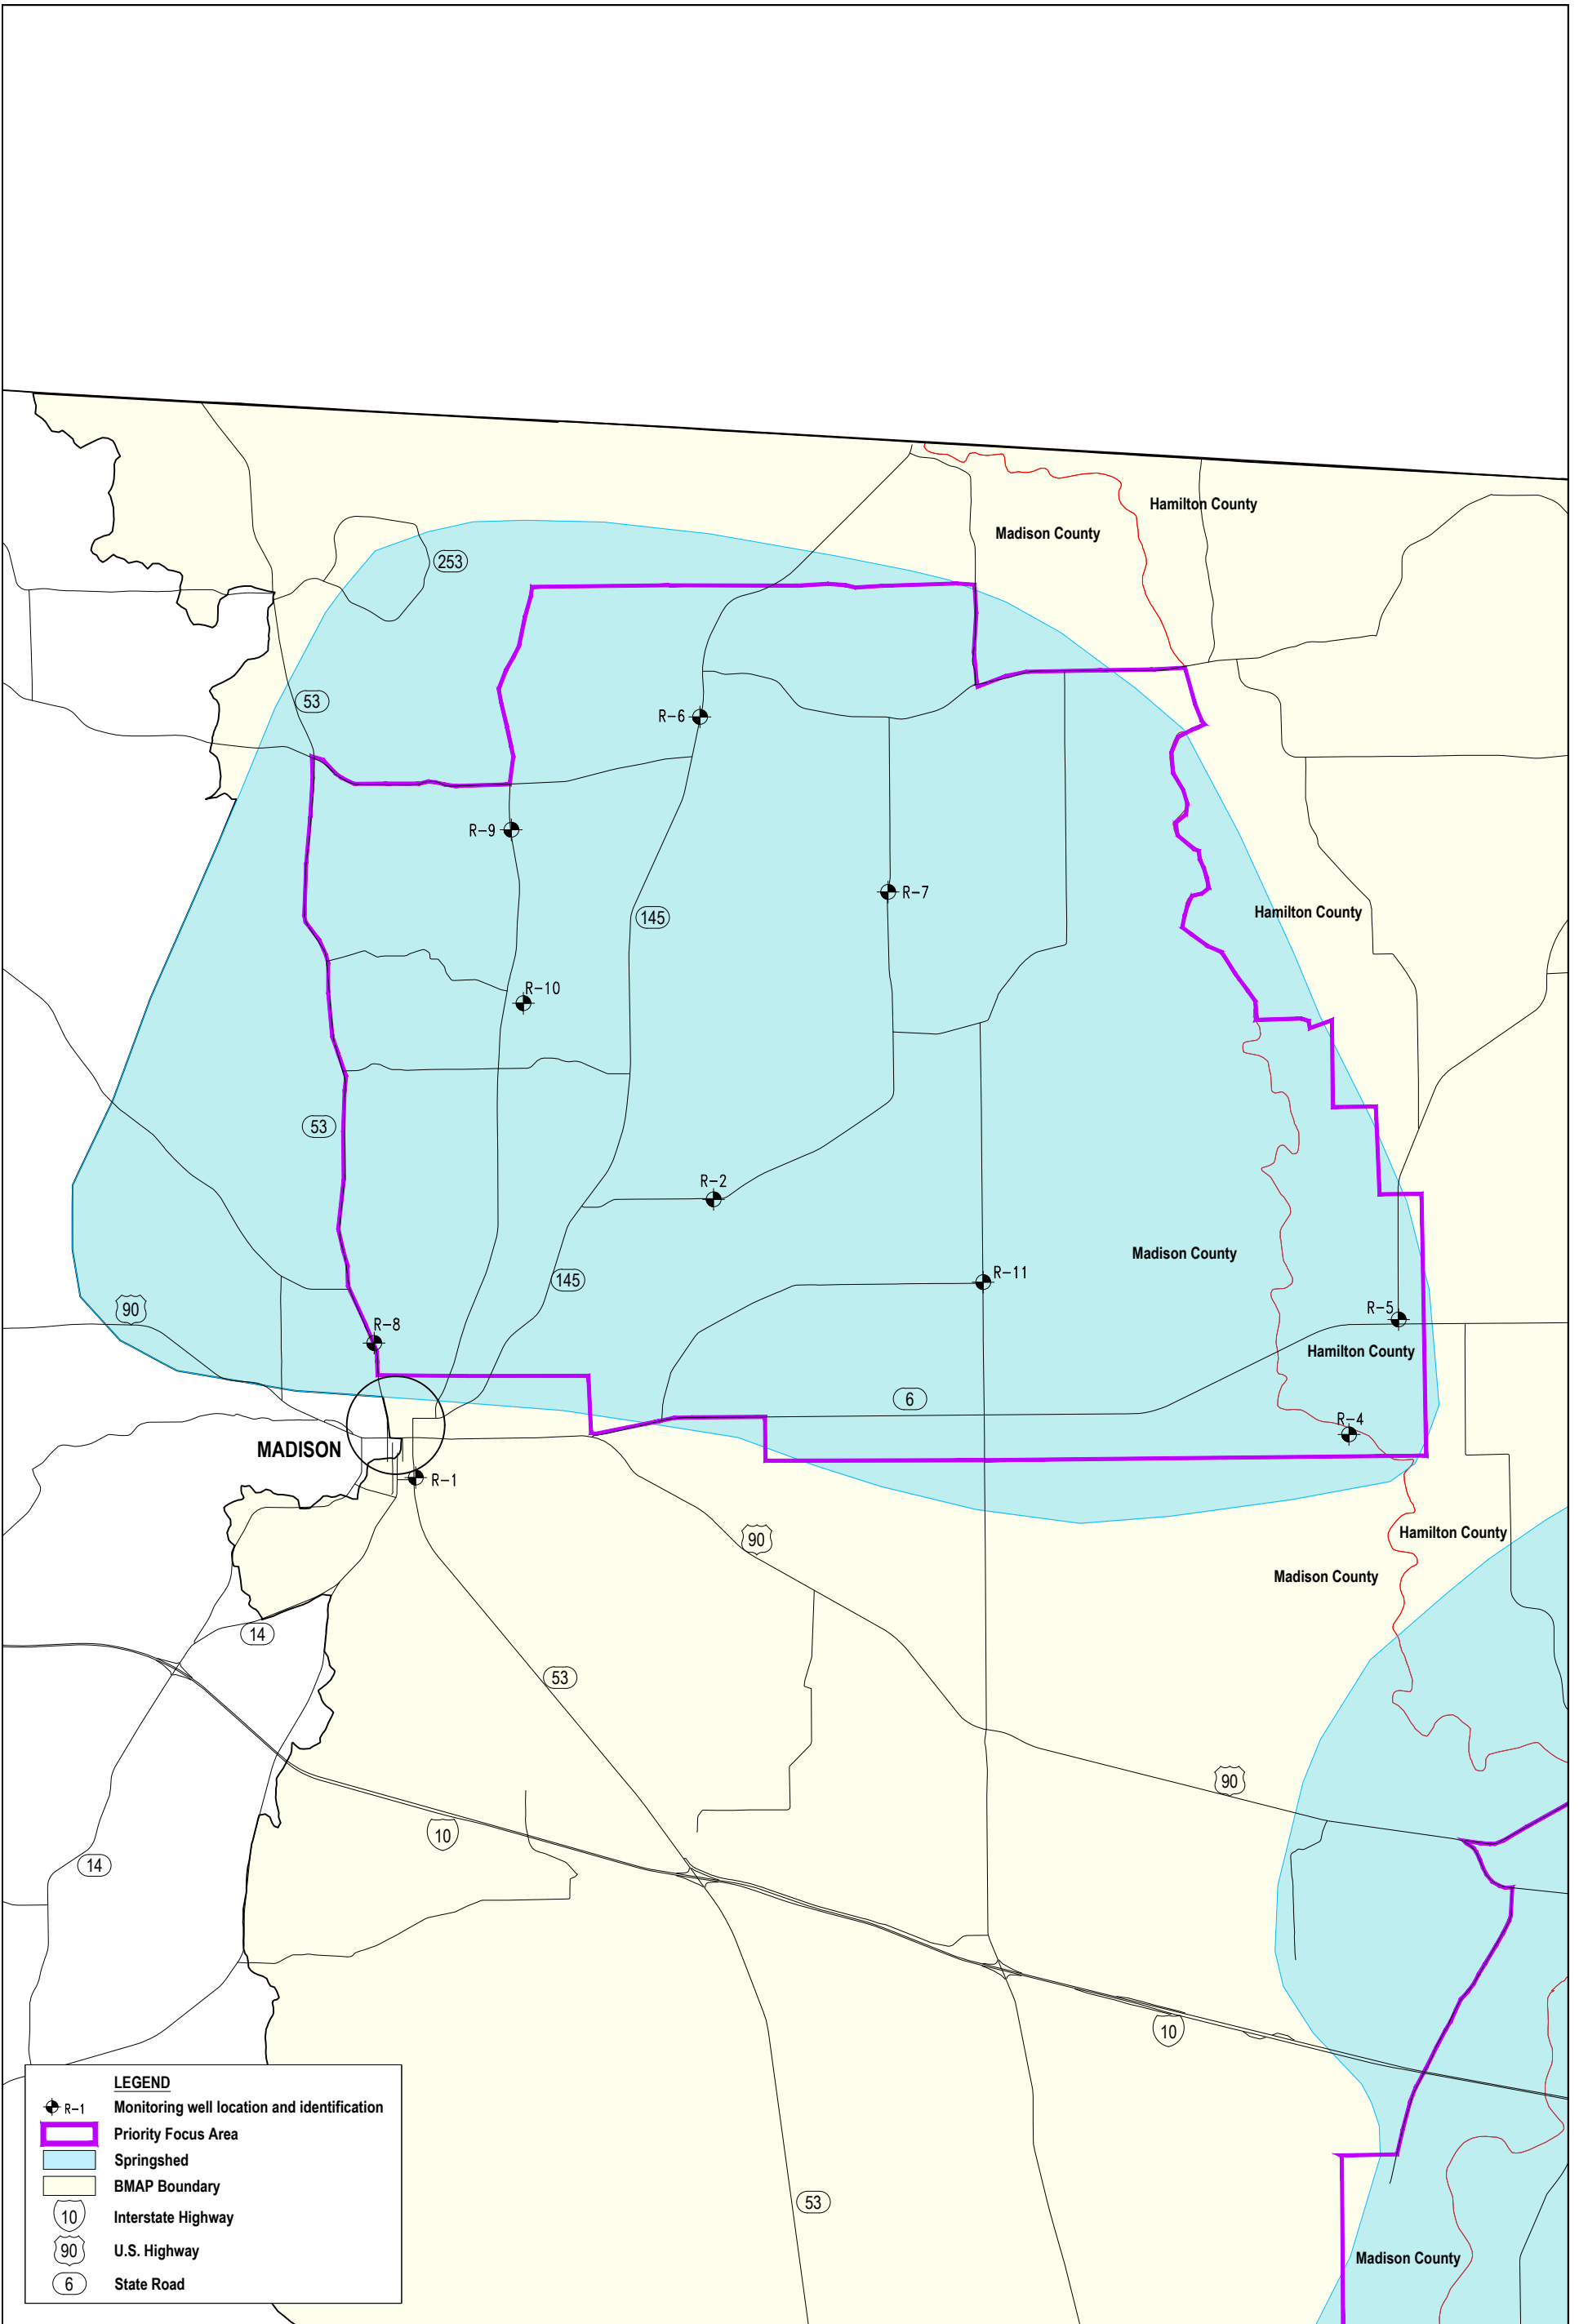 Hamilton County
Madison County
253
53
R-6
R-9
R-7
145
Hamilton County
R-10
53
R-2
Madison County
R-11
145
90
R-5
R-8
Hamilton County
6
R-4
MADISON
R-1
Hamilton County
90
Madison County
14
53
90
10
14
10
LEGEND
R-1 Monitoring well location and identification
Priority Focus Area
Springshed
BMAP Boundary
10 Interstate Highway
90 U.S. Highway
6 State Road
53
Madison County